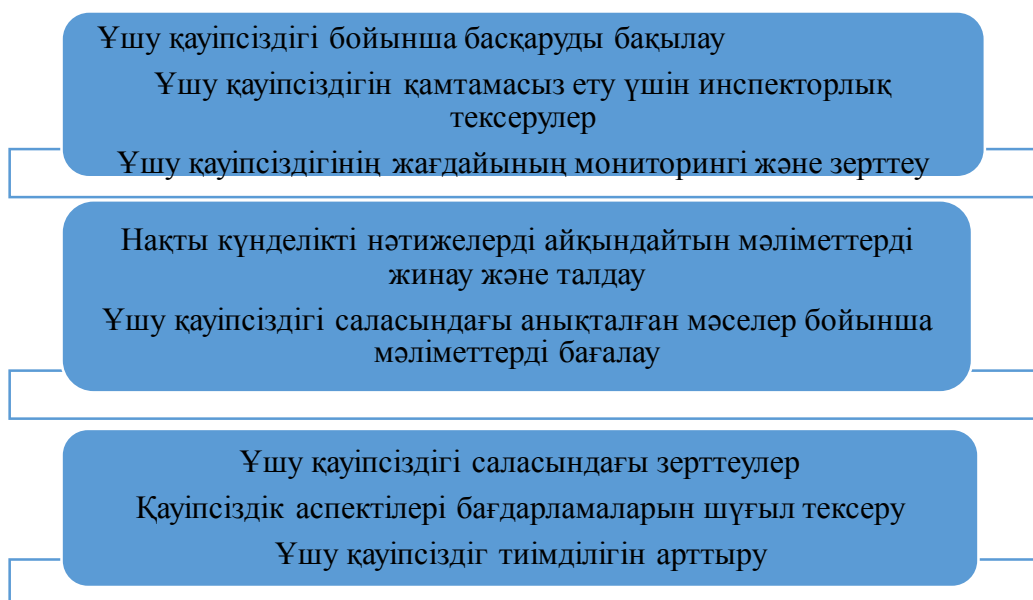 Ұшу қауіпсіздігі бойынша басқаруды бақылау
Ұшу қауіпсіздігін қамтамасыз ету үшін инспекторлық
тексерулер
Ұшу қауіпсіздігінің жағдайының мониторингі және зерттеу
Нақты күнделікті нәтижелерді айқындайтын мәліметтерді
жинау және талдау
Ұшу қауіпсіздігі саласындағы анықталған мәселер бойынша
мәліметтерді бағалау
Ұшу қауіпсіздігі саласындағы зерттеулер
Қауіпсіздік аспектілері бағдарламаларын шұғыл тексеру
Ұшу қауіпсіздіг тиімділігін арттыру